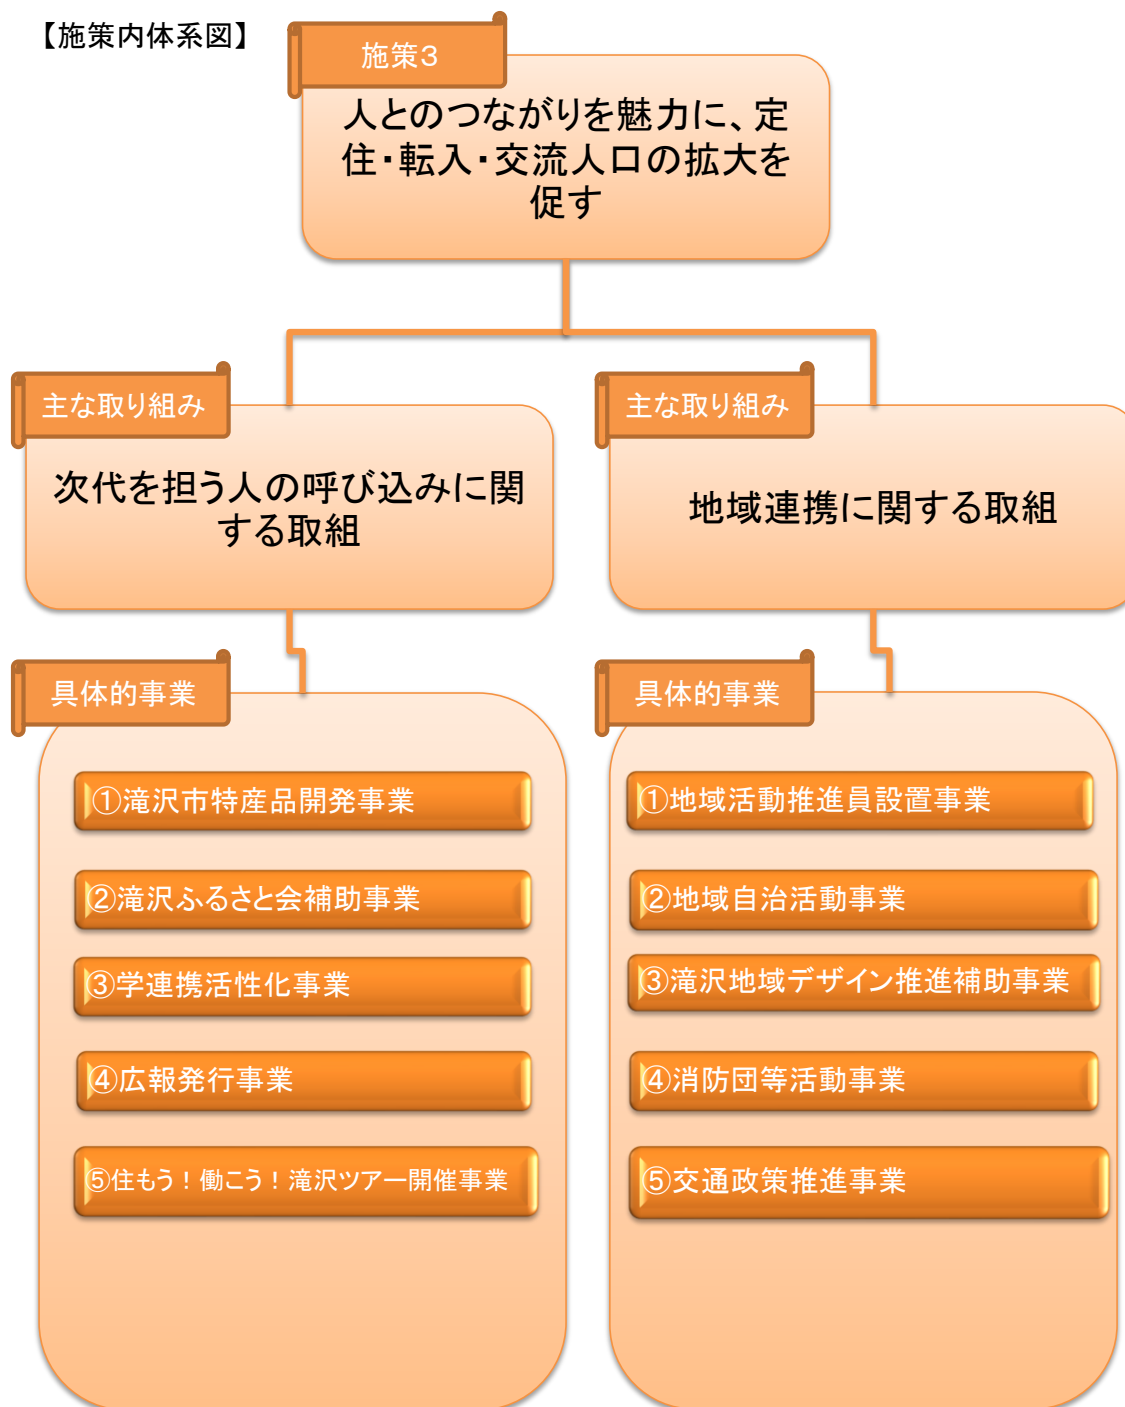 【施策内体系図】
施策3
人とのつながりを魅力に、定
住・転入・交流人口の拡大を
促す
主な取り組み
次代を担う人の呼び込みに関
する取組
主な取り組み
地域連携に関する取組
具体的事業
①滝沢市特産品開発事業
②滝沢ふるさと会補助事業
③学連携活性化事業
④広報発行事業
⑤住もう！働こう！滝沢ツアー開催事業
具体的事業
①地域活動推進員設置事業
②地域自治活動事業
③滝沢地域デザイン推進補助事業
④消防団等活動事業
⑤交通政策推進事業